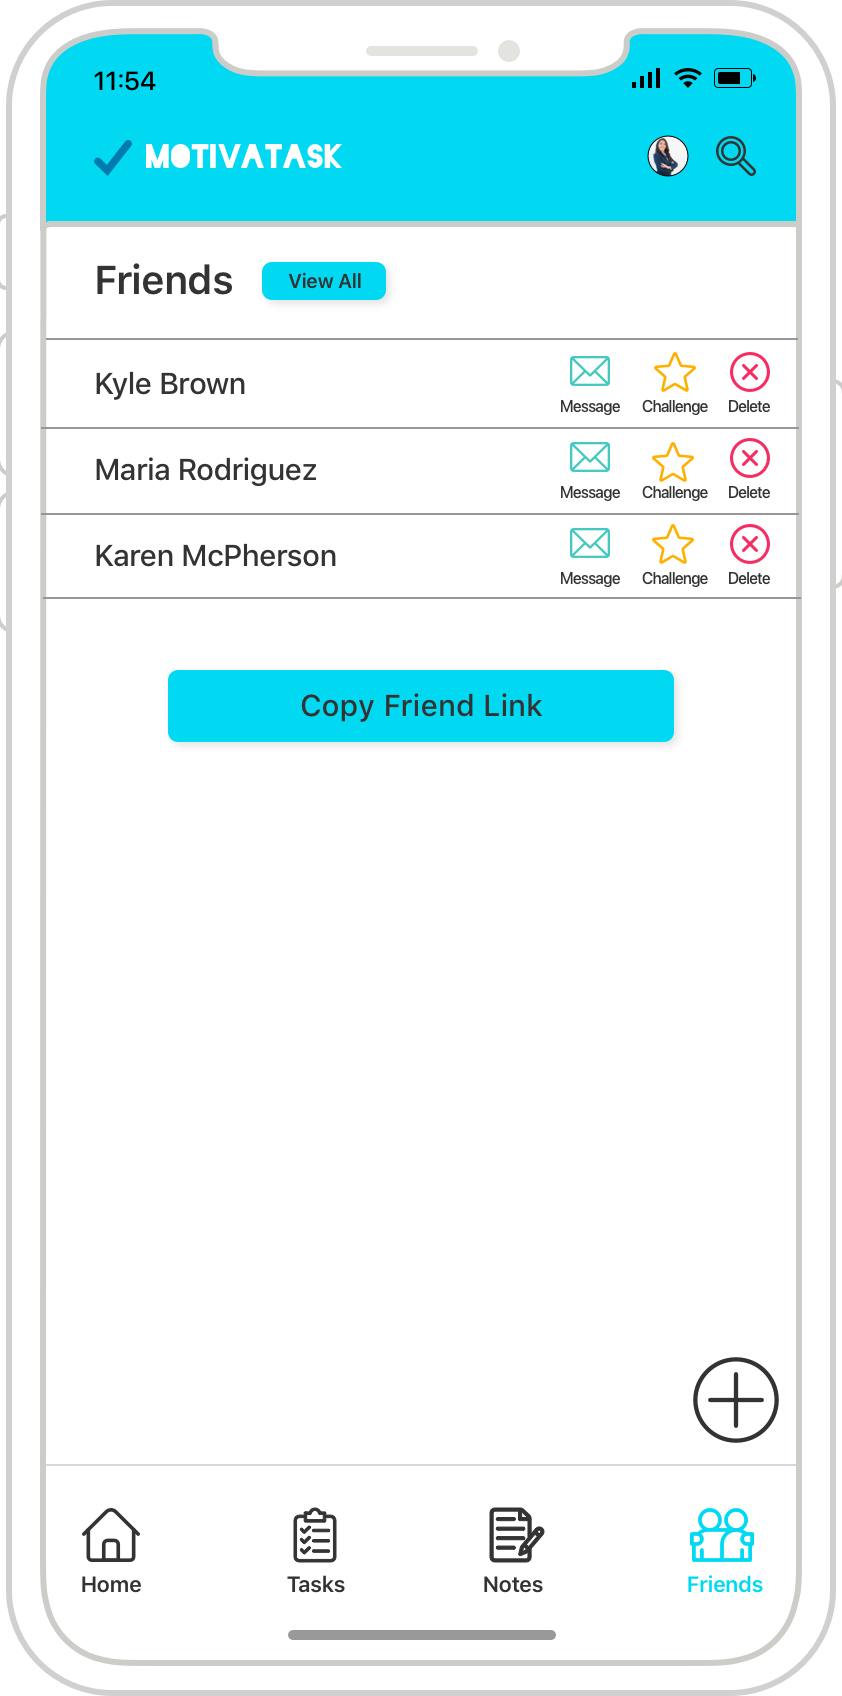 11:54
MOTIVATASK
Friends
View All
Kyle Brown
Message
Challenge
Delete
Maria Rodriguez
Message
Challenge
Delete
Karen McPherson
Message
Challenge
Delete
Copy Friend Link
Home
Tasks
Notes
Friends